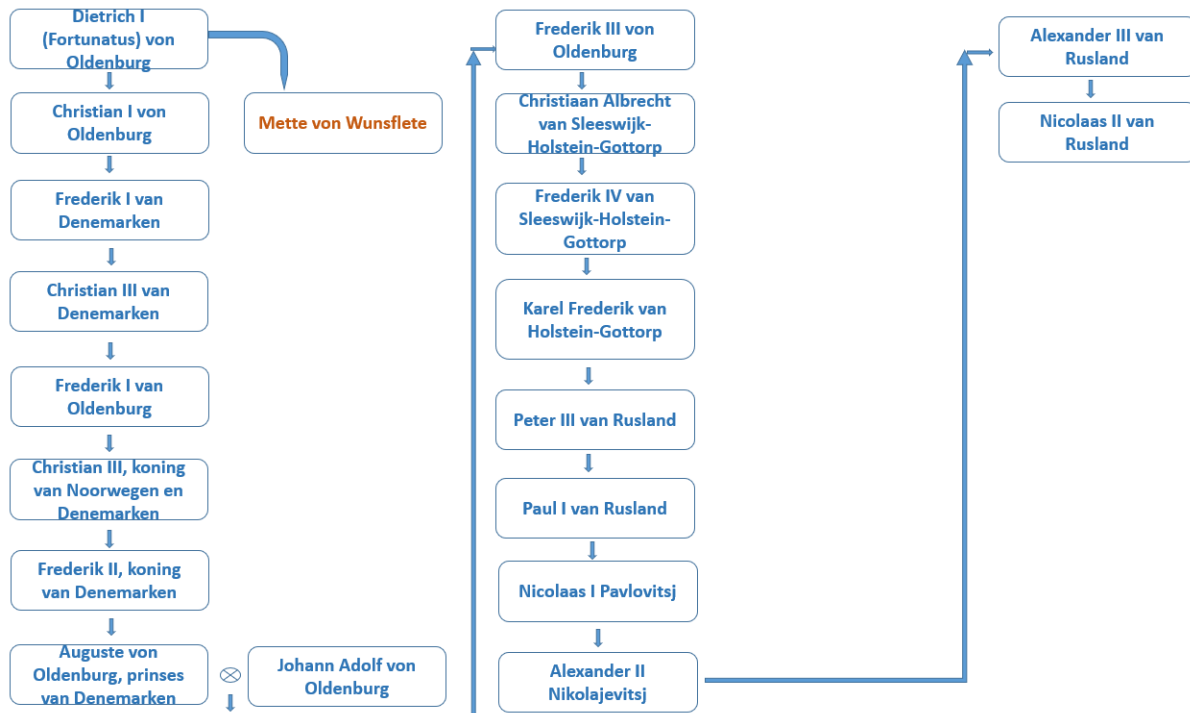 Dietrich I
(Fortunatus) von
Oldenburg
Mette von Wunsflete
Christian I von
Oldenburg
Frederik I van
Denemarken
Christian III van
Denemarken
Frederik I van
Oldenburg
Christian III, koning
van Noorwegen en
Denemarken
Frederik II, koning
van Denemarken
Auguste von
Oldenburg, prinses
van Denemarken
Johann Adolf von
Oldenburg
Frederik III von
Oldenburg
Christiaan Albrecht
van Sleeswijk-
Holstein-Gottorp
Frederik IV van
Sleeswijk-Holstein-
Gottorp
Karel Frederik van
Holstein-Gottorp
Peter III van Rusland
Paul I van Rusland
Nicolaas I Pavlovitsj
Alexander II
Nikolajevitsj
Alexander III van
Rusland
Nicolaas II van
Rusland